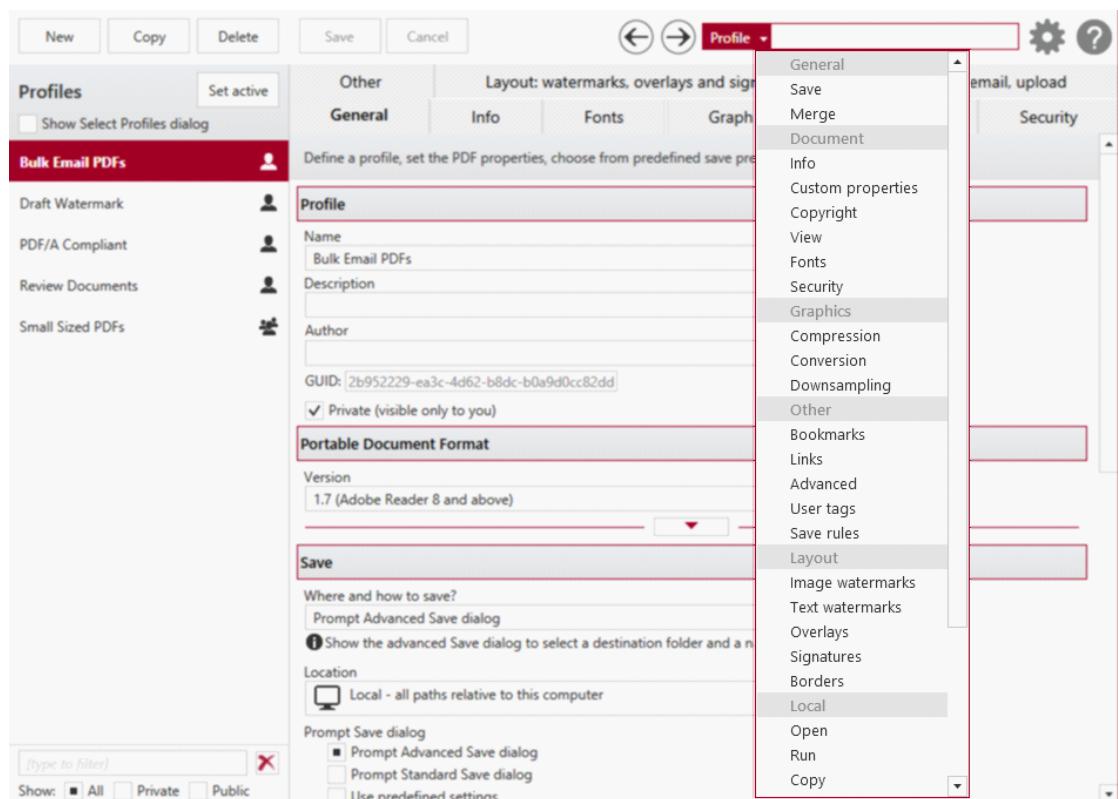 New Copy Delete Save Cancel Profile
Profiles Set active
Show Select Profiles dialog
Bulk Email PDFs
Draft Watermark
PDF/A Compliant
Review Documents
Small Sized PDFs
[type to filter]
Show: All Private Public
Other Layout: watermarks, overlays and sign email, upload
General Info Fonts Graph Security
Define a profile, set the PDF properties, choose from predefined save pre
Profile
Name
Bulk Email PDFs
Description
Author
GUID: 2b952229-ea3c-4d62-b8dc-b0a9d0cc82dd
Private (visible only to you)
Portable Document Format
Version
1.7 (Adobe Reader 8 and above)
Save
Where and how to save?
Prompt Advanced Save dialog
Show the advanced Save dialog to select a destination folder and a n
Location
Local - all paths relative to this computer
Prompt Save dialog
Prompt Advanced Save dialog
Prompt Standard Save dialog
Use predefined settings
General
Save
Merge
Document
Info
Custom properties
Copyright
View
Fonts
Security
Graphics
Compression
Conversion
Downsampling
Other
Bookmarks
Links
Advanced
User tags
Save rules
Layout
Image watermarks
Text watermarks
Overlays
Signatures
Borders
Local
Open
Run
Copy